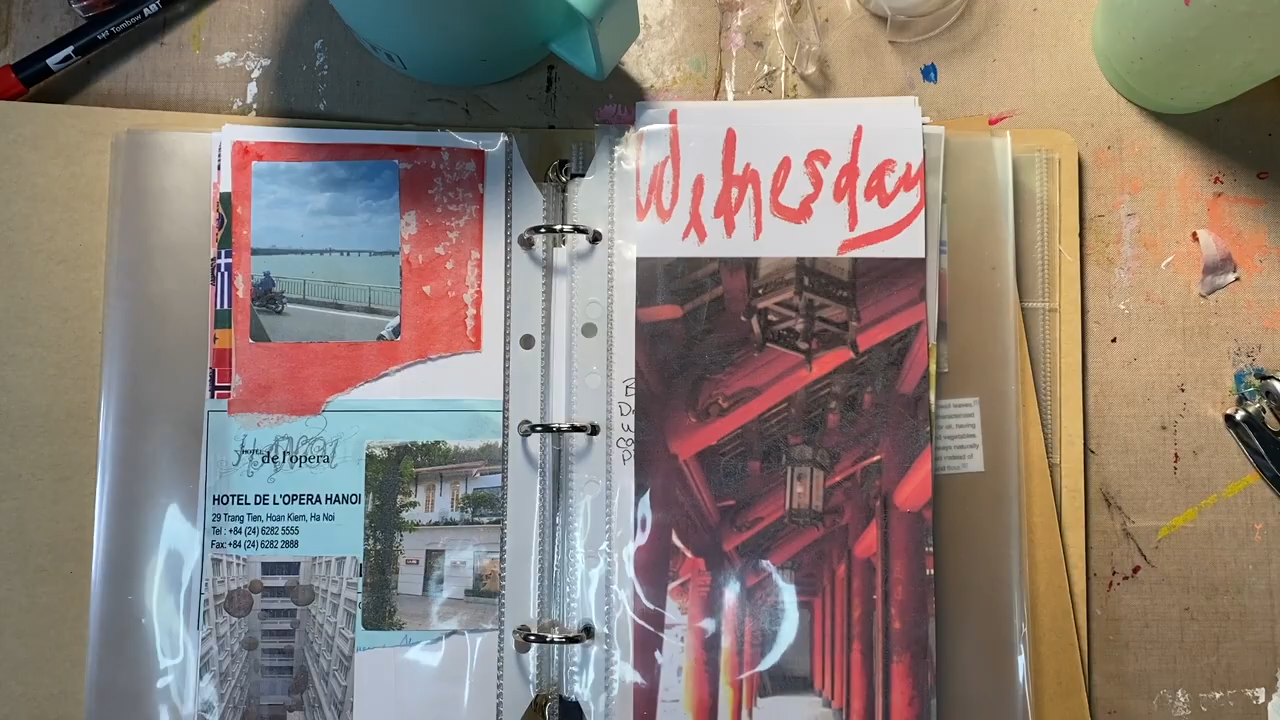 Tombow ABT
Wednesday
HANOI
HOTEL
de l'opera
HOTEL DE L'OPERA HANOI
29 Trang Tien, Hoan Kiem, Ha Noi
Tel : +84 (24) 6282 5555
Fax: +84 (24) 6282 2888